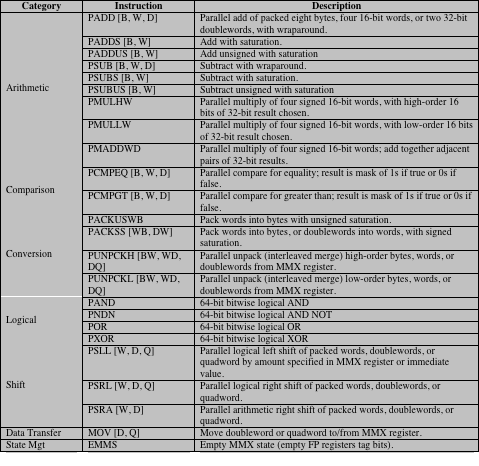 Category Instruction Description
PADD [B, W, D] Parallel add of packed eight bytes, four 16-bit words, or two 32-bit
doublewords, with wraparound.
PADDS [B, W] Add with saturation.
PADDUS [B, W] Add unsigned with saturation
PSUB [B, W, D] Subtract with wraparound.
PSUBS [B, W] Subtract with saturation.
Arithmetic PSUBUS [B, W] Subtract unsigned with saturation
PMULHW Parallel multiply of four signed 16-bit words, with high-order 16
bits of 32-bit result chosen.
PMULLW Parallel multiply of four signed 16-bit words, with low-order 16 bits
of 32-bit result chosen.
PMADDWD Parallel multiply of four signed 16-bit words; add together adjacent
pairs of 32-bit results.
PCMPEQ [B, W, D] Parallel compare for equality; result is mask of 1s if true or 0s if
false.
Comparison
PCMPGT [B, W, D] Parallel compare for greater than; result is mask of 1s if true or 0s if
false.
PACKUSWB Pack words into bytes with unsigned saturation.
PACKSS [WB, DW] Pack words into bytes, or doublewords into words, with signed
saturation.
Conversion PUNPCKH [BW, WD, Parallel unpack (interleaved merge) high-order bytes, words, or
DQ] doublewords from MMX register.
PUNPCKL [BW, WD, Parallel unpack (interleaved merge) low-order bytes, words, or
DQ] doublewords from MMX register.
PAND 64-bit bitwise logical AND
PNDN 64-bit bitwise logical AND NOT
Logical
POR 64-bit bitwise logical OR
PXOR 64-bit bitwise logical XOR
PSLL [W, D, Q] Parallel logical left shift of packed words, doublewords, or
quadword by amount specified in MMX register or immediate
value.
Shift PSRL [W, D, Q] Parallel logical right shift of packed words, doublewords, or
quadword.
PSRA [W, D] Parallel arithmetic right shift of packed words, doublewords, or
quadword.
Data Transfer MOV [D, Q] Move doubleword or quadword to/from MMX register.
State Mgt EMMS Empty MMX state (empty FP registers tag bits).